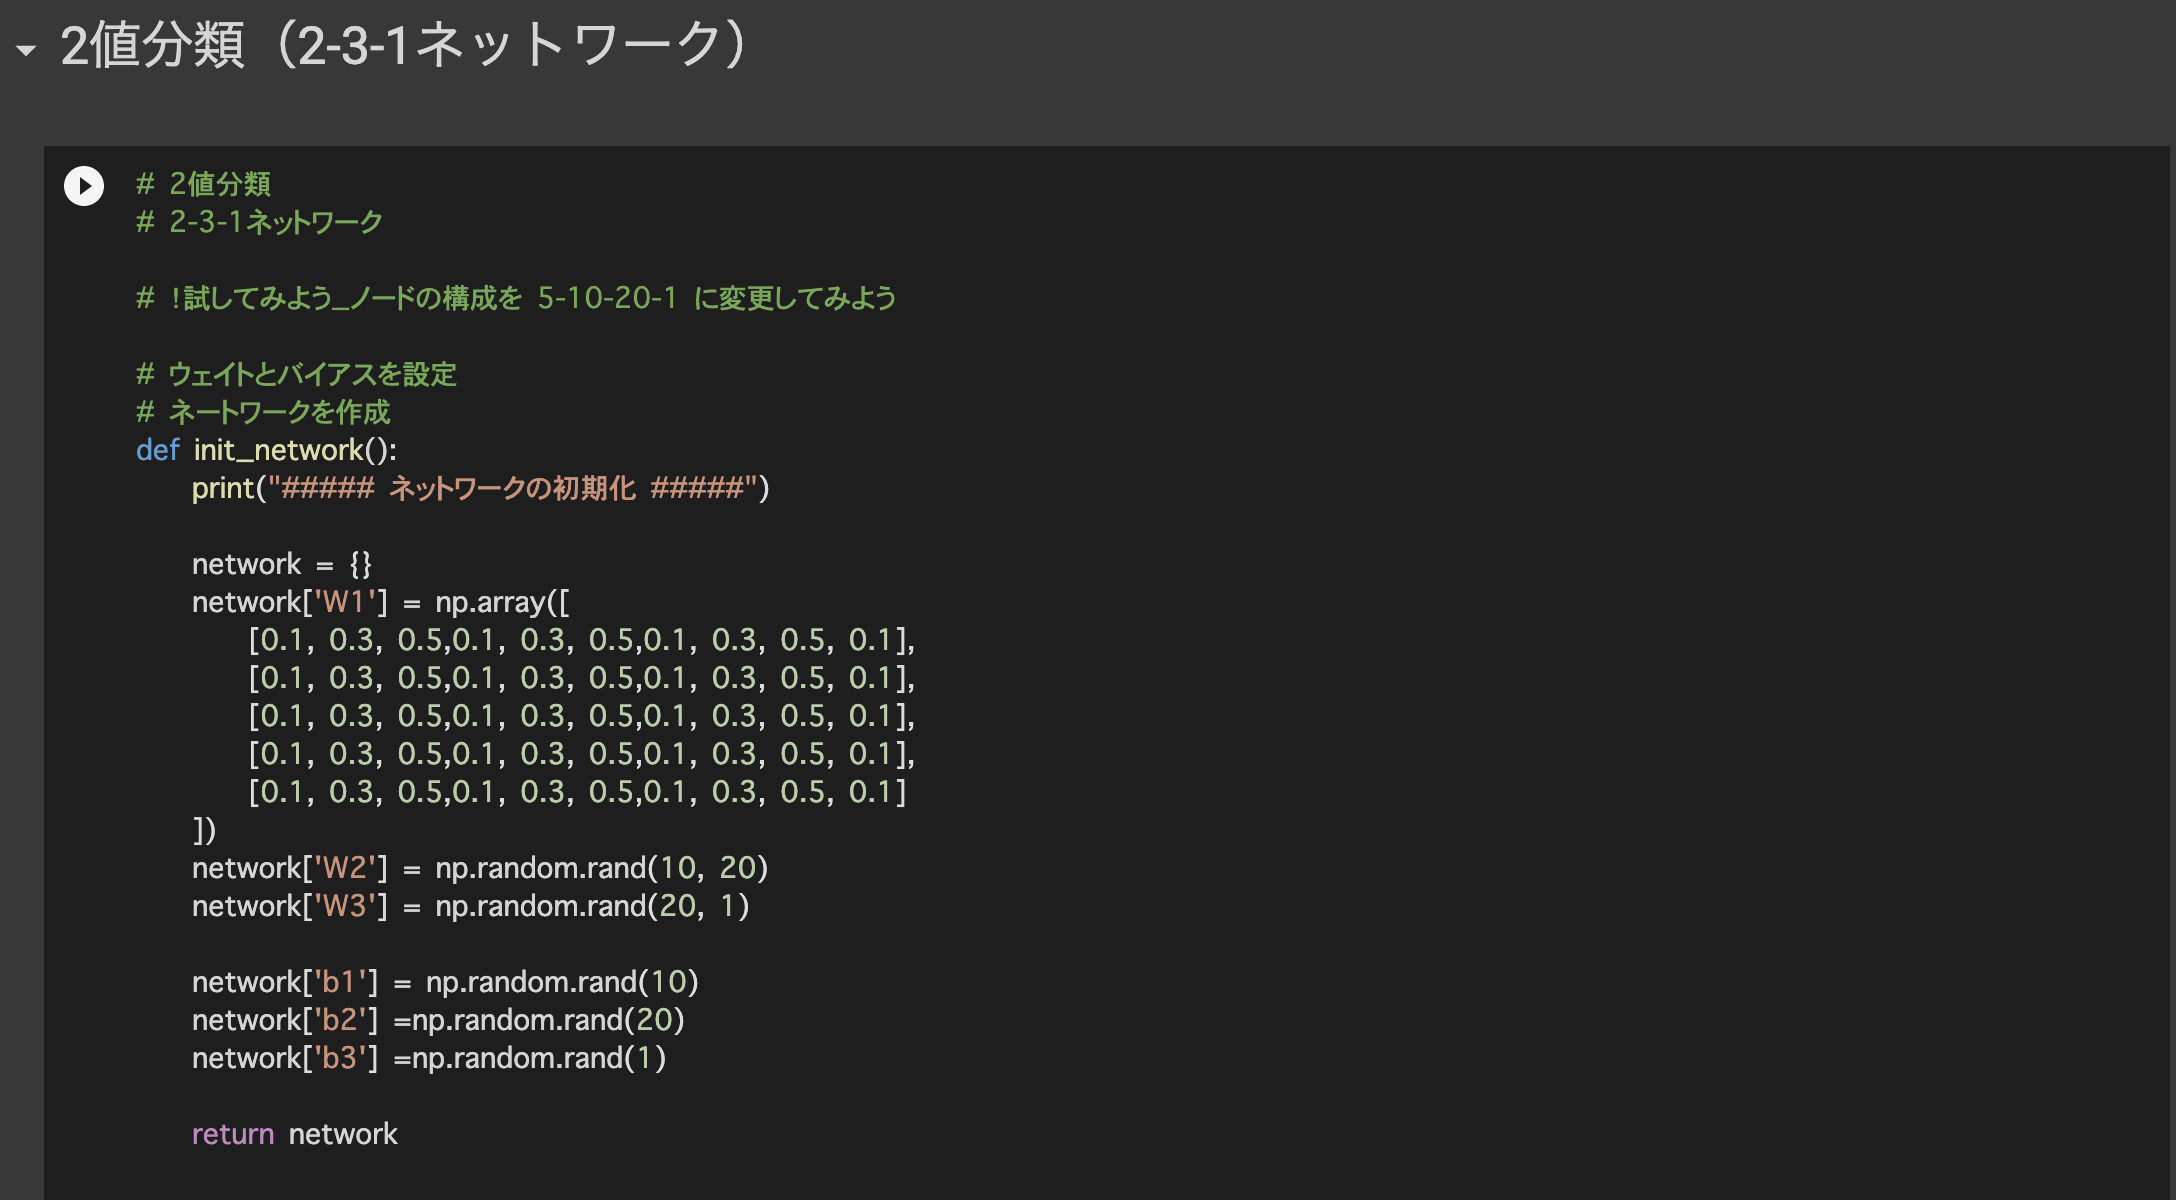 2値分類（2-3-1ネットワーク）
# 2値分類
# 2-3-1ネットワーク
# !試してみよう_ノードの構成を 5-10-20-1 に変更してみよう
# ウェイトとバイアスを設定
# ネートワークを作成
def init_network():
print("##### ネットワークの初期化 #####")
network = {}
network['W1'] = np.array([
[0.1, 0.3, 0.5,0.1, 0.3, 0.5,0.1, 0.3, 0.5, 0.1],
[0.1, 0.3, 0.5,0.1, 0.3, 0.5,0.1, 0.3, 0.5, 0.1],
[0.1, 0.3, 0.5,0.1, 0.3, 0.5,0.1, 0.3, 0.5, 0.1],
[0.1, 0.3, 0.5,0.1, 0.3, 0.5,0.1, 0.3, 0.5, 0.1],
[0.1, 0.3, 0.5,0.1, 0.3, 0.5,0.1, 0.3, 0.5, 0.1]
])
network['W2'] = np.random.rand(10, 20)
network['W3'] = np.random.rand(20, 1)
network['b1'] = np.random.rand(10)
network['b2'] =np.random.rand(20)
network['b3'] =np.random.rand(1)
return network